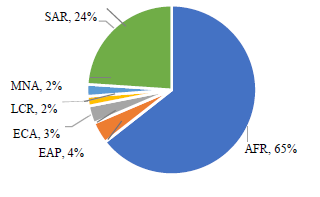 SAR, 24%
MNA, 2%
LCR, 2%
ECA, 3%
EAP, 4%
AFR, 65%